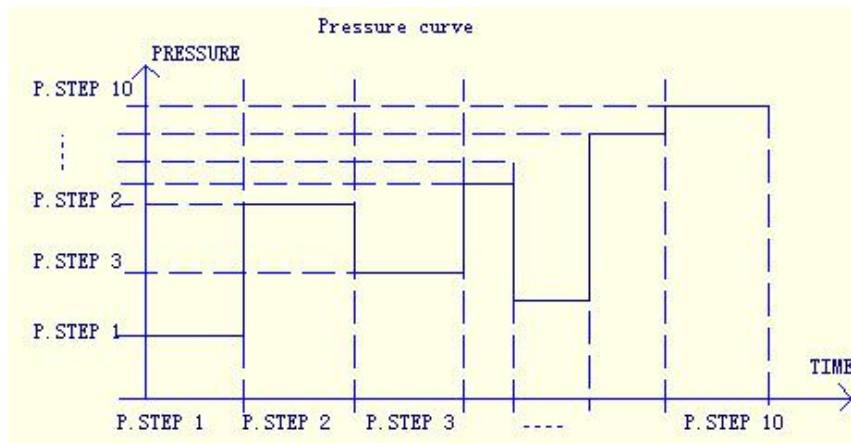 Pressure curve
PRESSURE
P.STEP 10
P.STEP 2
P.STEP 3
P.STEP 1
TIME
P.STEP 1 P.STEP 2 P.STEP 3 ---- P.STEP 10